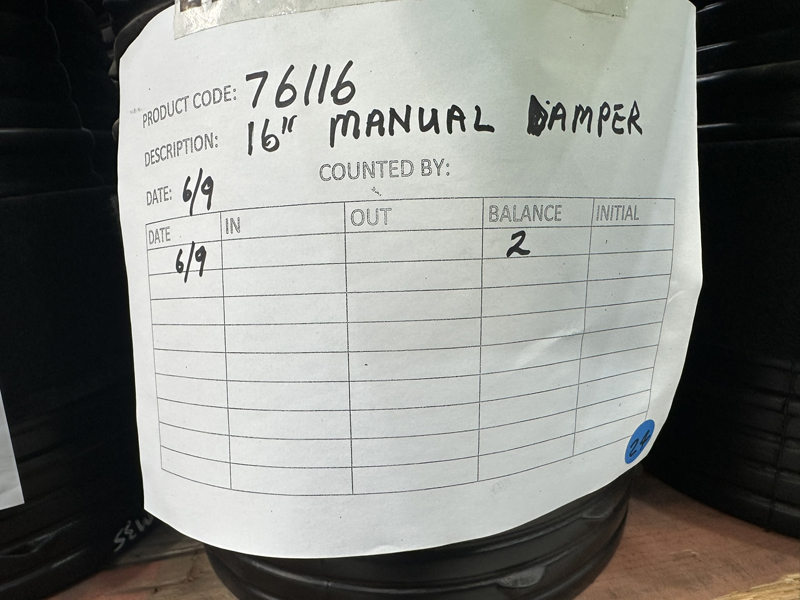 PRODUCT CODE: 76116
DESCRIPTION: 16" MANUAL DAMPER
DATE: 6/9
COUNTED BY:
DATE IN OUT BALANCE INITIAL
6/9 2
24